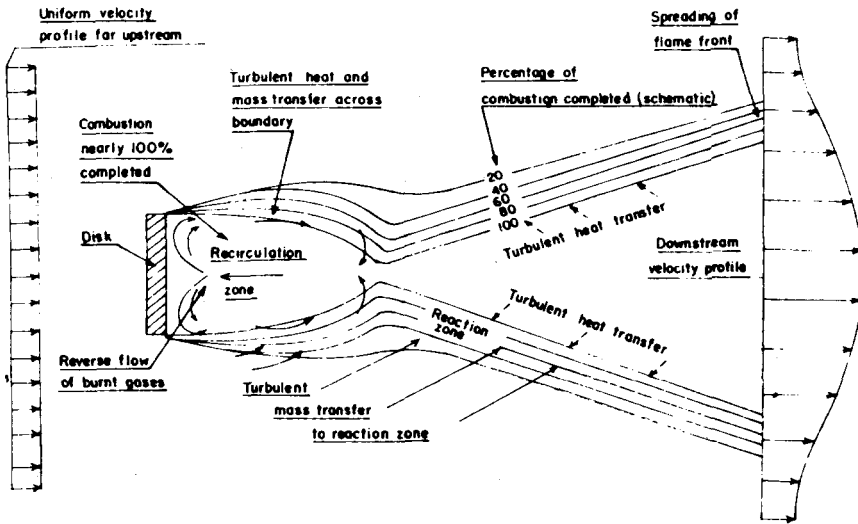 Uniform velocity
profile far upstream
Spreading of
flame front
Turbulent heat and
mass transfer across
boundary
Percentage of
combustion completed (schematic)
Combustion
nearly 100%
completed
20
40
60
80
100
Turbulent heat transfer
Disk
Recirculation
zone
Downstream
velocity profile
Turbulent heat transfer
Reaction
zone
Reverse flow
of burnt gases
Turbulent
mass transfer
to reaction zone